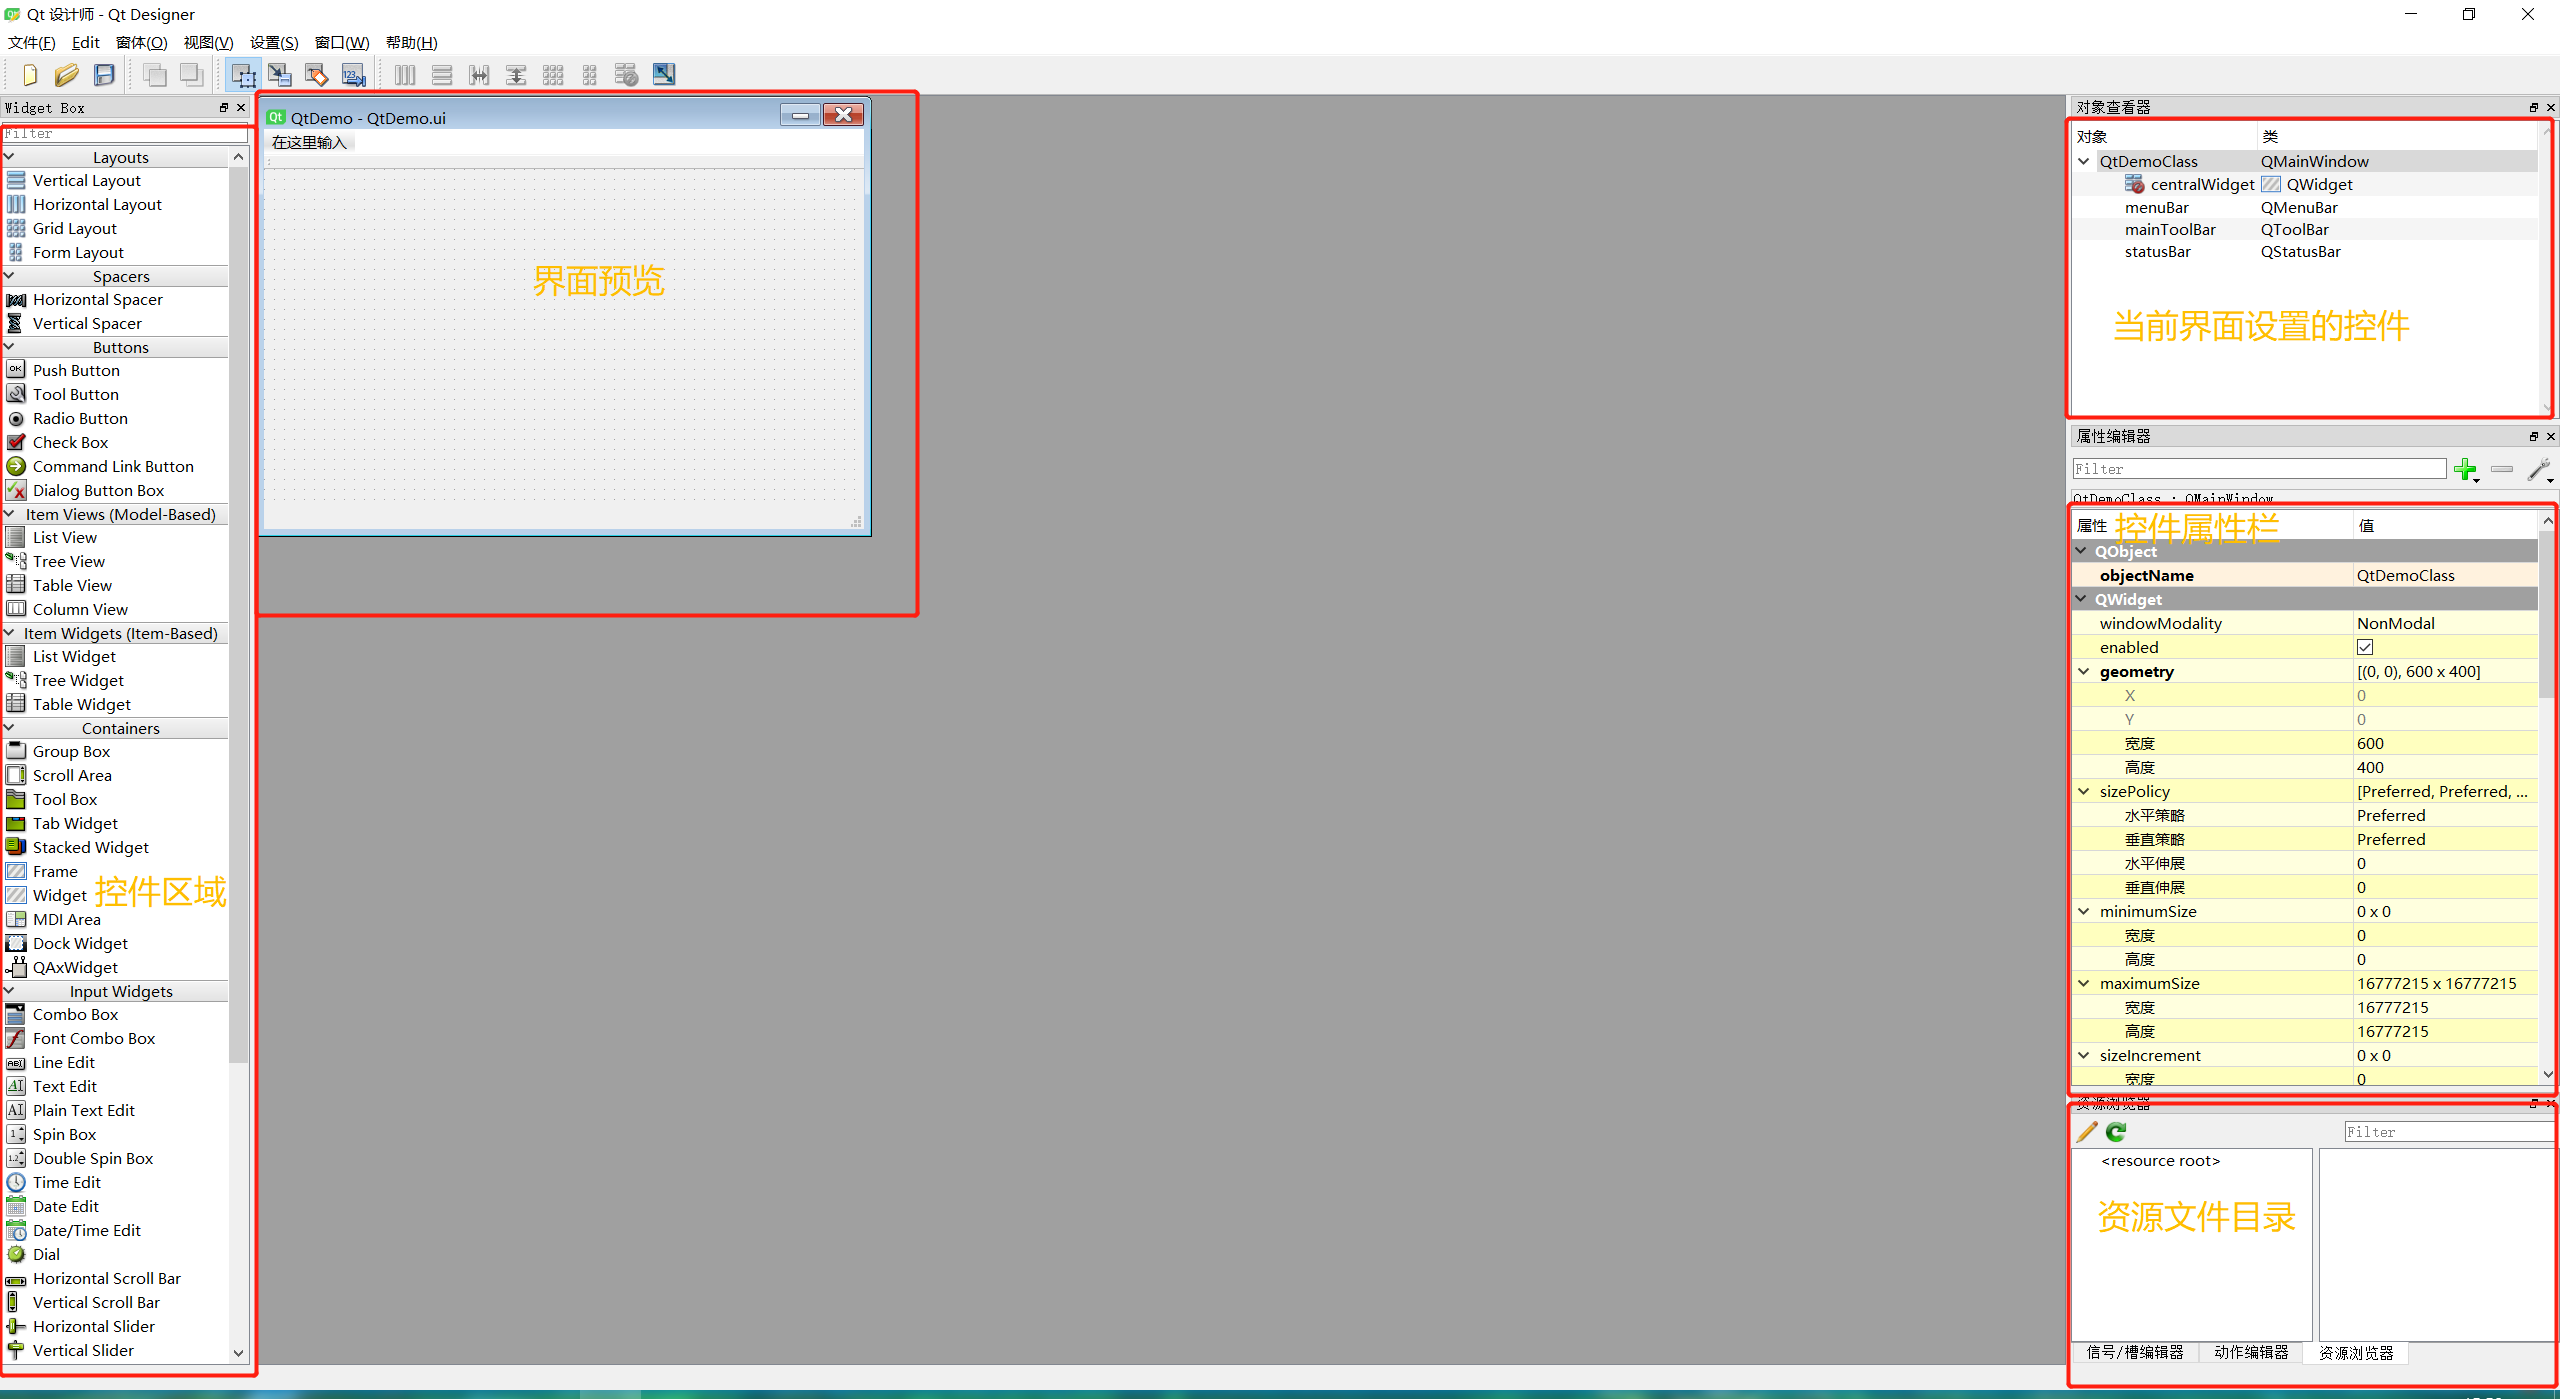 Qt 设计师 - Qt Designer
文件(F) Edit 窗体(O) 视图(V) 设置(S) 窗口(W) 帮助(H)
Widget Box
Filter
Layouts
Vertical Layout
Horizontal Layout
Grid Layout
Form Layout
Spacers
Horizontal Spacer
Vertical Spacer
Buttons
Push Button
Tool Button
Radio Button
Check Box
Command Link Button
Dialog Button Box
Item Views (Model-Based)
List View
Tree View
Table View
Column View
Item Widgets (Item-Based)
List Widget
Tree Widget
Table Widget
Containers
Group Box
Scroll Area
Tool Box
Tab Widget
Stacked Widget
Frame
Widget
控件区域
MDI Area
Dock Widget
QAxWidget
Input Widgets
Combo Box
Font Combo Box
Line Edit
Text Edit
Plain Text Edit
Spin Box
Double Spin Box
Time Edit
Date Edit
Date/Time Edit
Dial
Horizontal Scroll Bar
Vertical Scroll Bar
Horizontal Slider
Vertical Slider
QtDemo - QtDemo.ui
在这里输入
界面预览
对象查看器
对象 类
QtDemoClass QMainWindow
centralWidget QWidget
menuBar QMenuBar
mainToolBar QToolBar
statusBar QStatusBar
当前界面设置的控件
属性编辑器
Filter
QtDemoClass : QMainWindow
属性 值
控件属性栏
QObject
objectName QtDemoClass
QWidget
windowModality NonModal
enabled
geometry [(0, 0), 600 x 400]
X 0
Y 0
宽度 600
高度 400
sizePolicy [Preferred, Preferred, ...
水平策略 Preferred
垂直策略 Preferred
水平伸展 0
垂直伸展 0
minimumSize 0 x 0
宽度 0
高度 0
maximumSize 16777215 x 16777215
宽度 16777215
高度 16777215
sizeIncrement 0 x 0
宽度 0
资源浏览器
Filter
<resource root>
资源文件目录
信号/槽编辑器 动作编辑器 资源浏览器